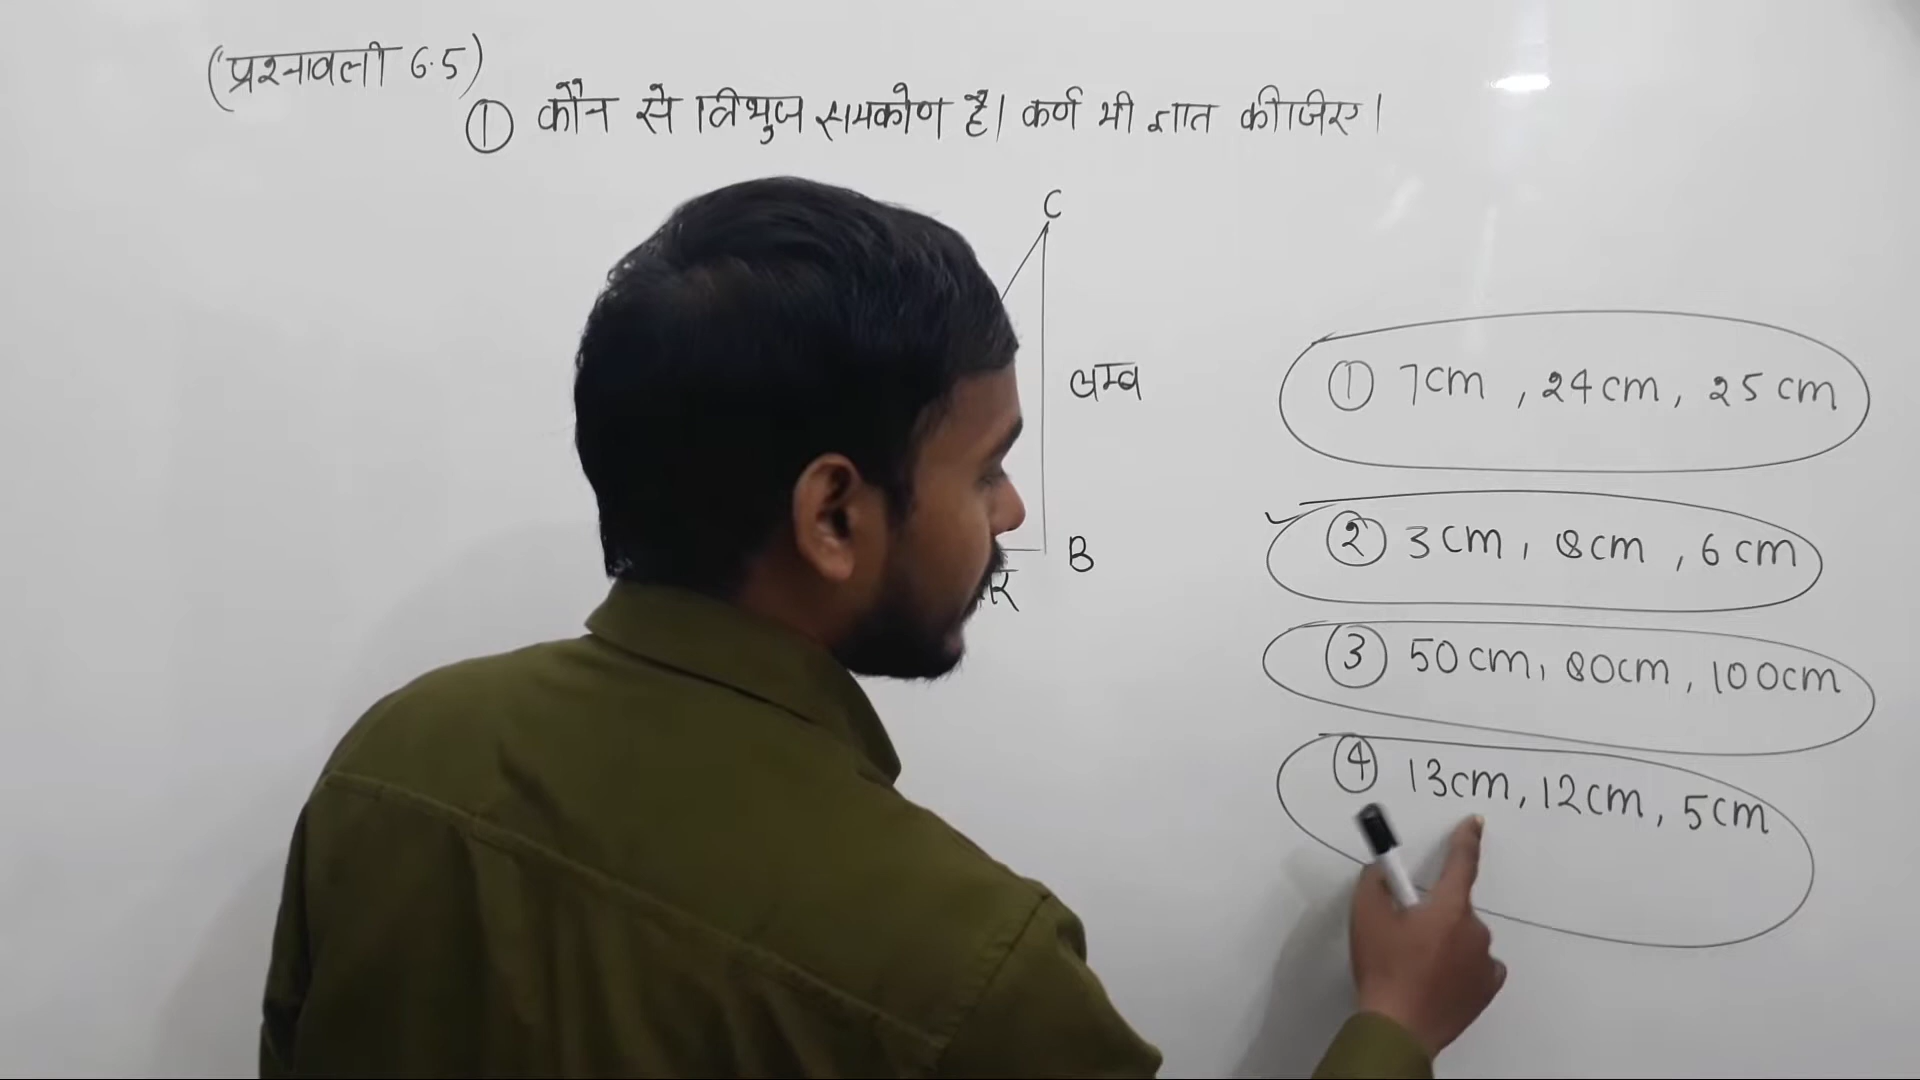 (प्रश्नावली 6.5)
① कौन से त्रिभुज समकोण है। कर्ण भी ज्ञात कीजिए।
C
लम्ब
B
① 7cm , 24cm, 25cm
② 3cm, 8cm , 6cm
③ 50cm, 80cm, 100cm
④ 13cm, 12cm, 5cm